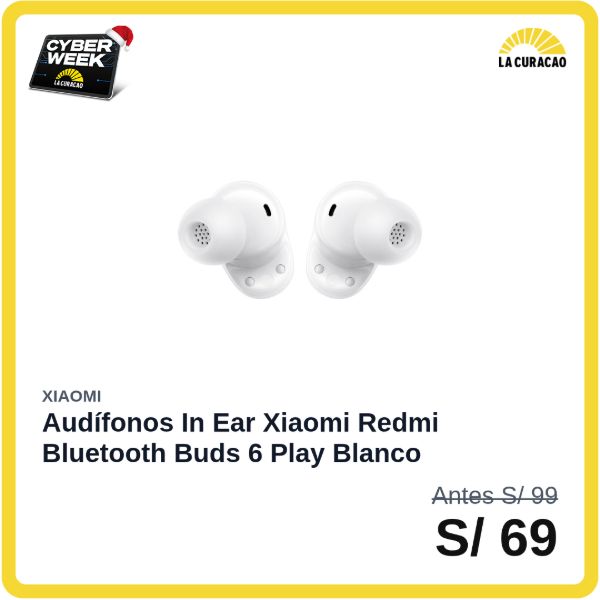 CYBER
WEEK
LA CURACAO
LA CURACAO
XIAOMI
Audífonos In Ear Xiaomi Redmi
Bluetooth Buds 6 Play Blanco
Antes S/ 99
S/ 69